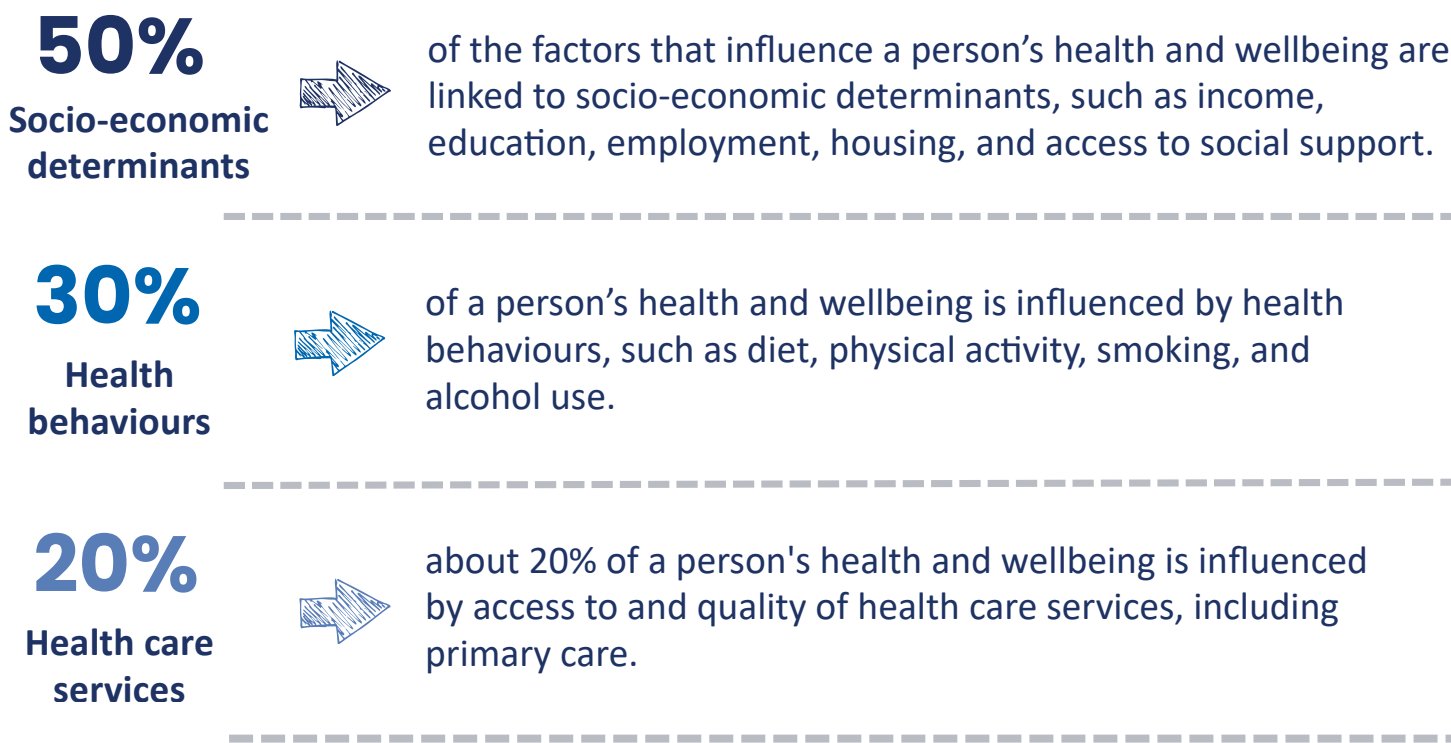 50%
Socio-economic
determinants
of the factors that influence a person’s health and wellbeing are
linked to socio-economic determinants, such as income,
education, employment, housing, and access to social support.
30%
Health
behaviours
of a person’s health and wellbeing is influenced by health
behaviours, such as diet, physical activity, smoking, and
alcohol use.
20%
Health care
services
about 20% of a person's health and wellbeing is influenced
by access to and quality of health care services, including
primary care.